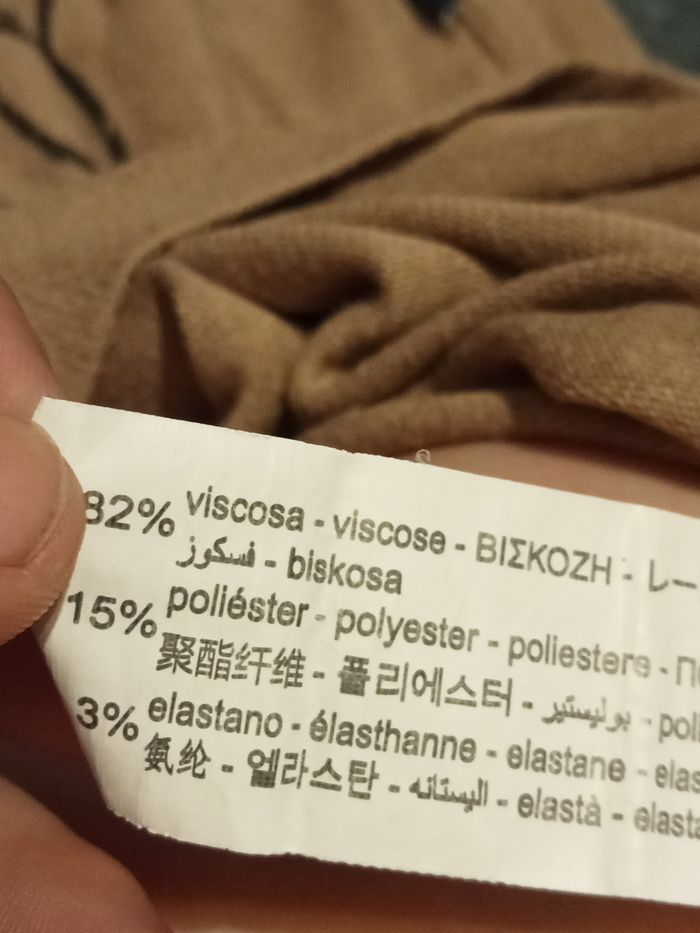 82% viscosa - viscose - ΒΙΣΚΟΖΗ - レー
فسكوز - biskosa
15% poliéster - polyester - poliestere -
聚酯纤维 - 폴리에스터 - بوليستير -
3% elastano - élasthanne - elastane -
氨纶 - 엘라스탄 - اليستانه - elastà -